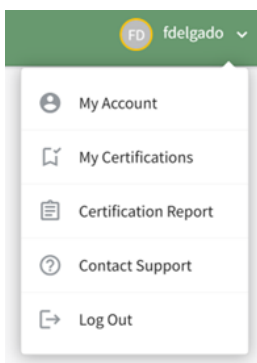 FD fdelgado
My Account
My Certifications
Certification Report
Contact Support
Log Out